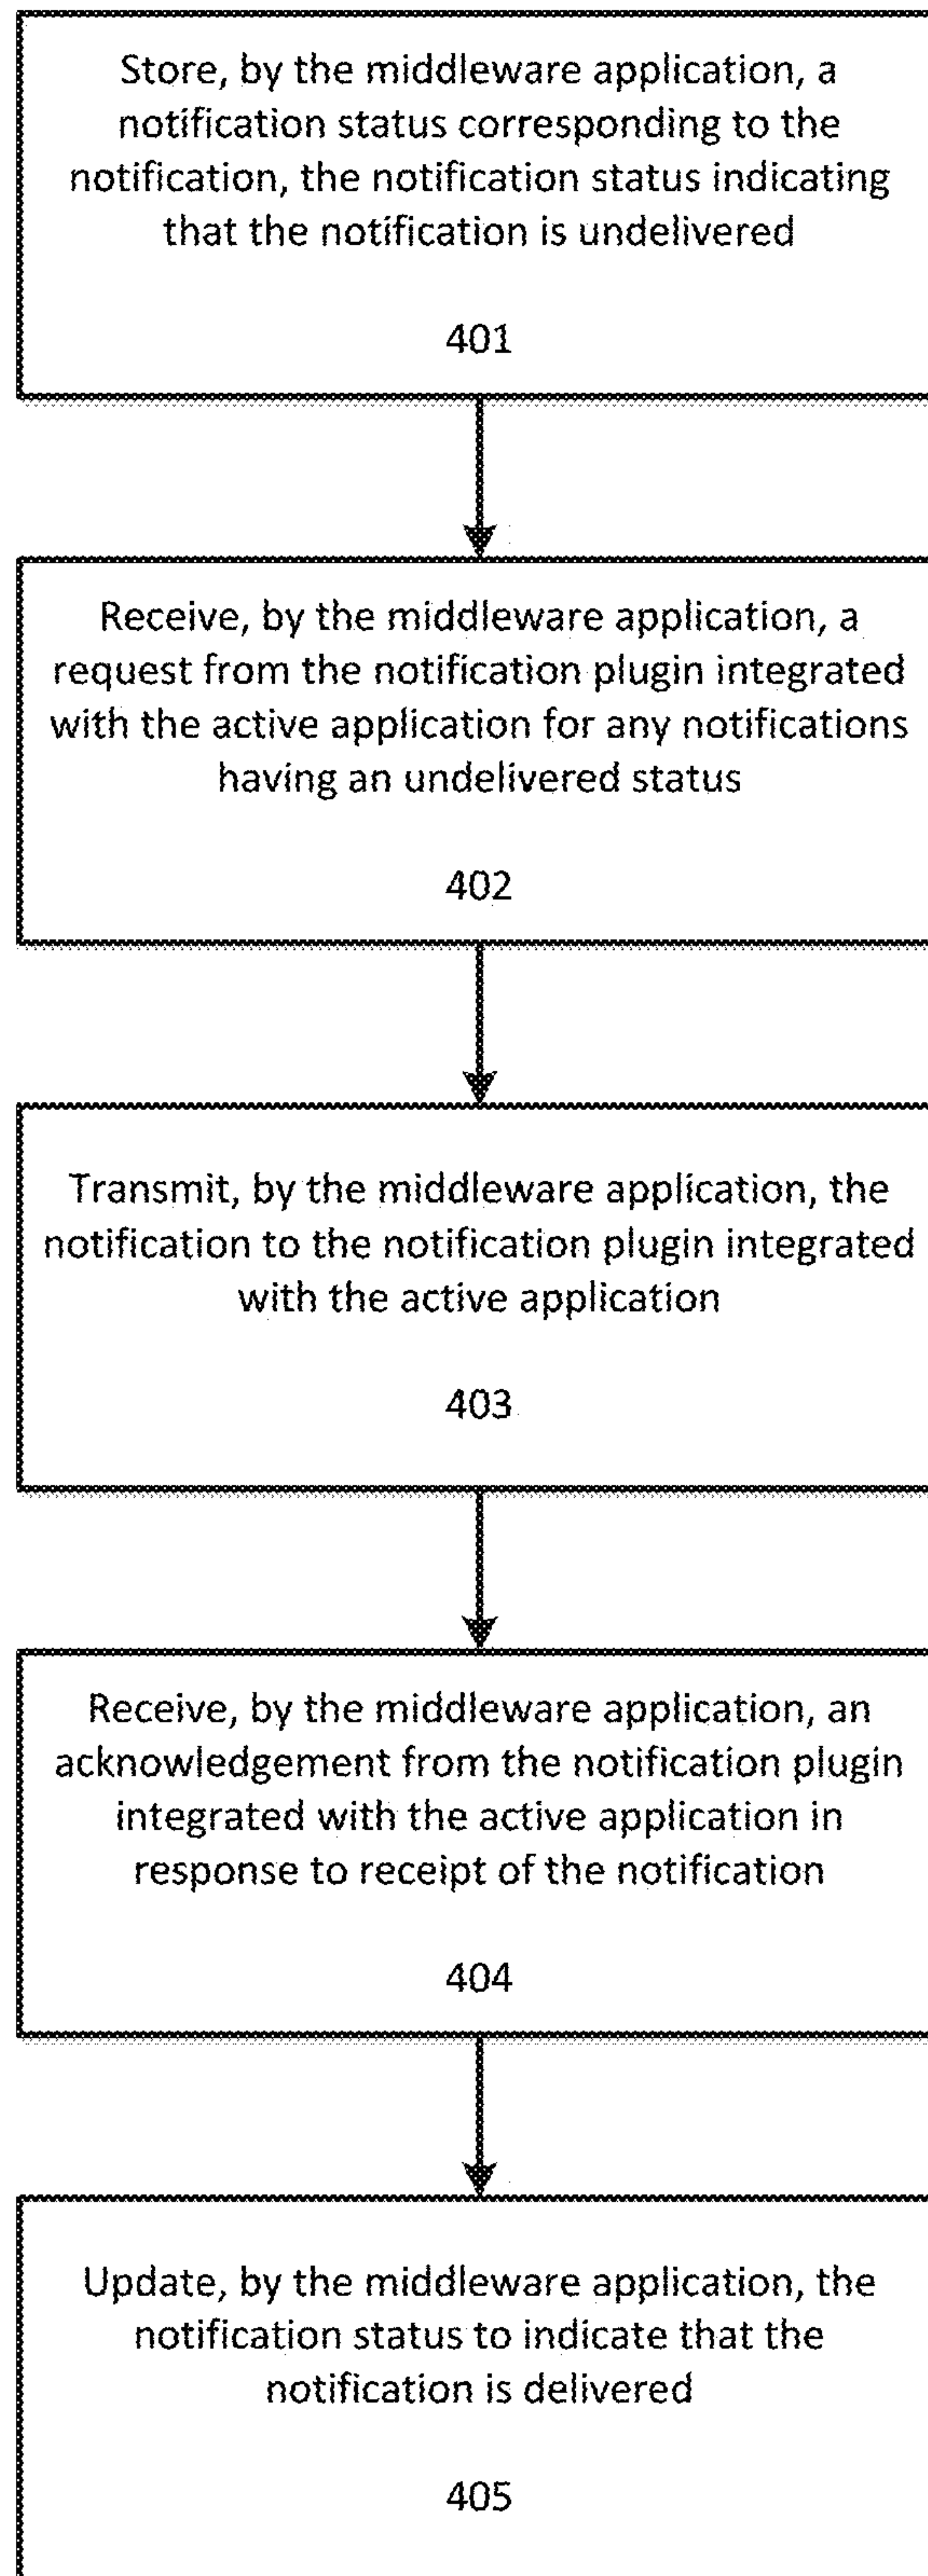 Store, by the middleware application, a
notification status corresponding to the
notification, the notification status indicating
that the notification is undelivered
401
Receive, by the middleware application, a
request from the notification plugin integrated
with the active application for any notifications
having an undelivered status
402
Transmit, by the middleware application, the
notification to the notification plugin integrated
with the active application
403
Receive, by the middleware application, an
acknowledgement from the notification plugin
integrated with the active application in
response to receipt of the notification
404
Update, by the middleware application, the
notification status to indicate that the
notification is delivered
405